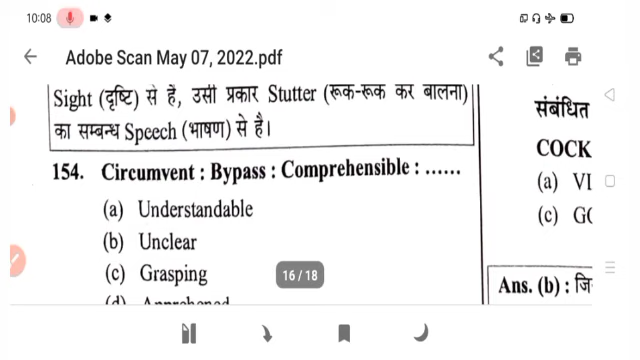 10:08
Adobe Scan May 07, 2022.pdf
Sight (दृष्टि) से हैं, उसी प्रकार Stutter (रूक-रूक कर बोलना)
का सम्बन्ध Speech (भाषण) से है।
154. Circumvent : Bypass : Comprehensible : ......
(a) Understandable
(b) Unclear
(c) Grasping
(d)
16 / 18
संबंधित
COCK
(a) VI
(c)
Ans. (b) :